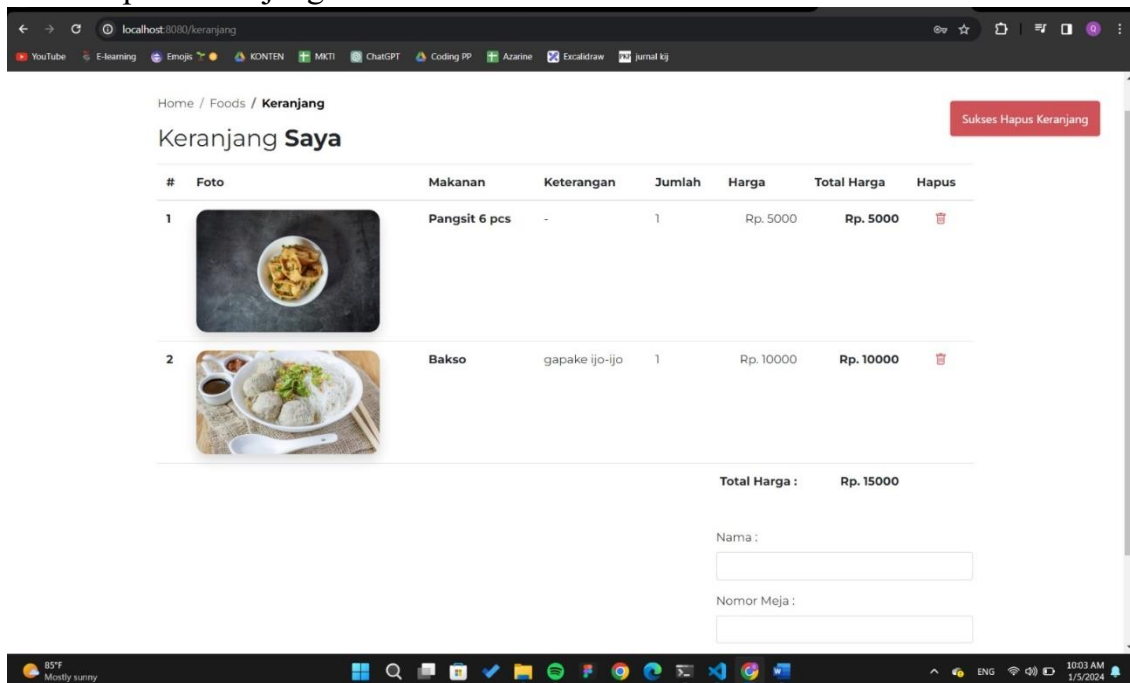 localhost:8080/keranjang
YouTube E-learning Emojis KONTEN MKTI ChatGPT Coding PP Azarine Excalidraw PKP jurnal kij
Home / Foods / Keranjang
Sukses Hapus Keranjang
Keranjang Saya
# Foto Makanan Keterangan Jumlah Harga Total Harga Hapus
1 Pangsit 6 pcs - 1 Rp. 5000 Rp. 5000
2 Bakso gapake ijo-ijo 1 Rp. 10000 Rp. 10000
Total Harga : Rp. 15000
Nama :
Nomor Meja :
85°F
Mostly sunny
ENG
10:03 AM
1/5/2024